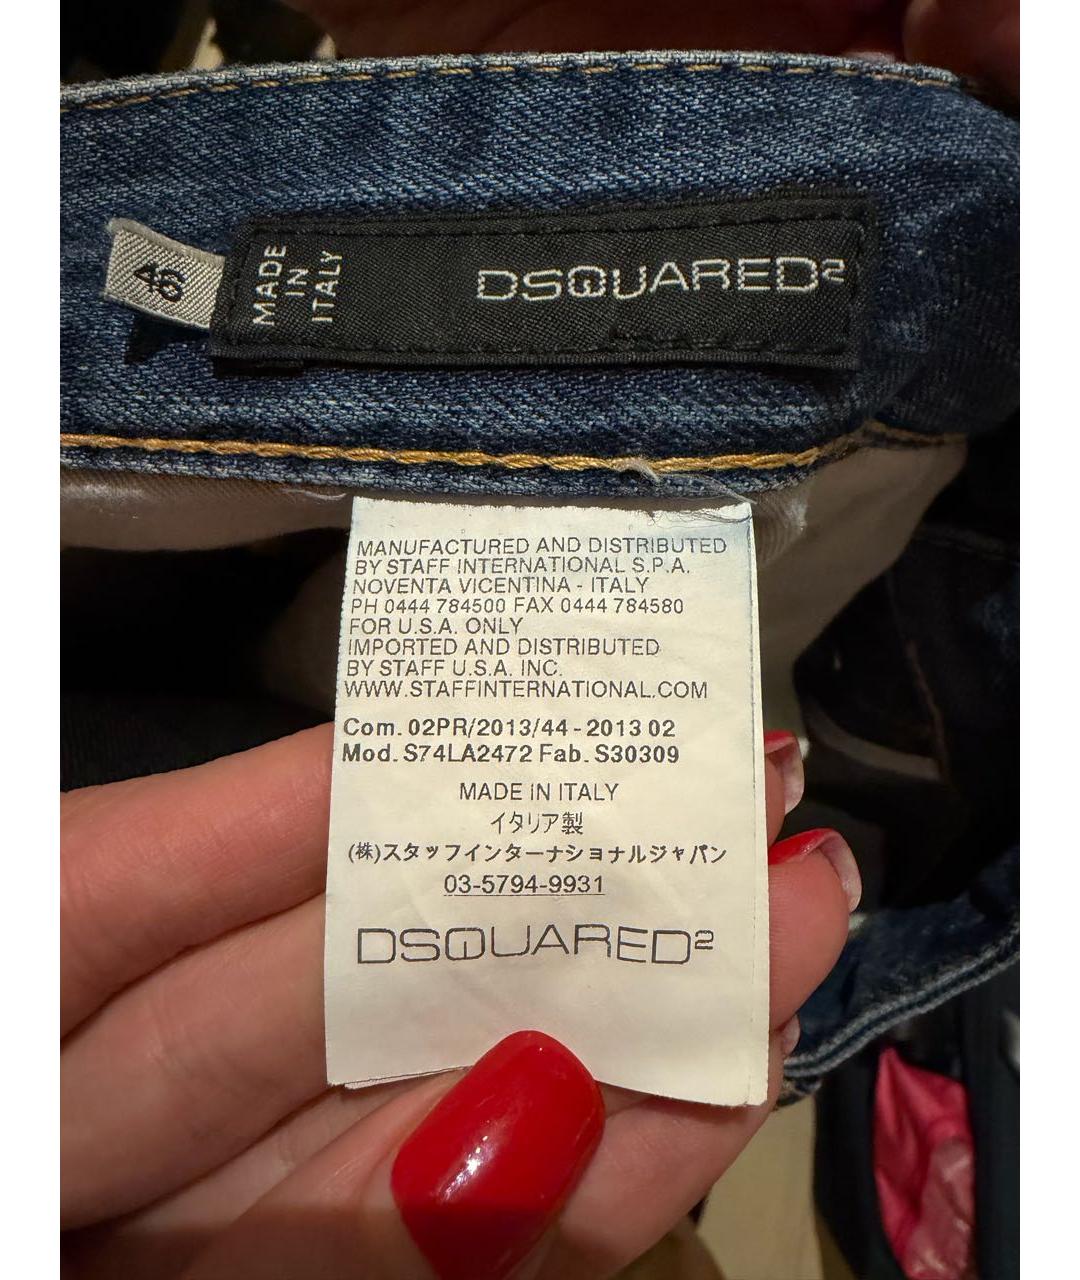 46
MADE
IN
ITALY
DSQUARED2
MANUFACTURED AND DISTRIBUTED
BY STAFF INTERNATIONAL S.P.A.
NOVENTA VICENTINA - ITALY
PH 0444 784500 FAX 0444 784580
FOR U.S.A. ONLY
IMPORTED AND DISTRIBUTED
BY STAFF U.S.A. INC.
WWW.STAFFINTERNATIONAL.COM
Com. 02PR/2013/44 - 2013 02
Mod. S74LA2472 Fab. S30309
MADE IN ITALY
イタリア製
(株)スタッフインターナショナルジャパン
03-5794-9931
DSQUARED2